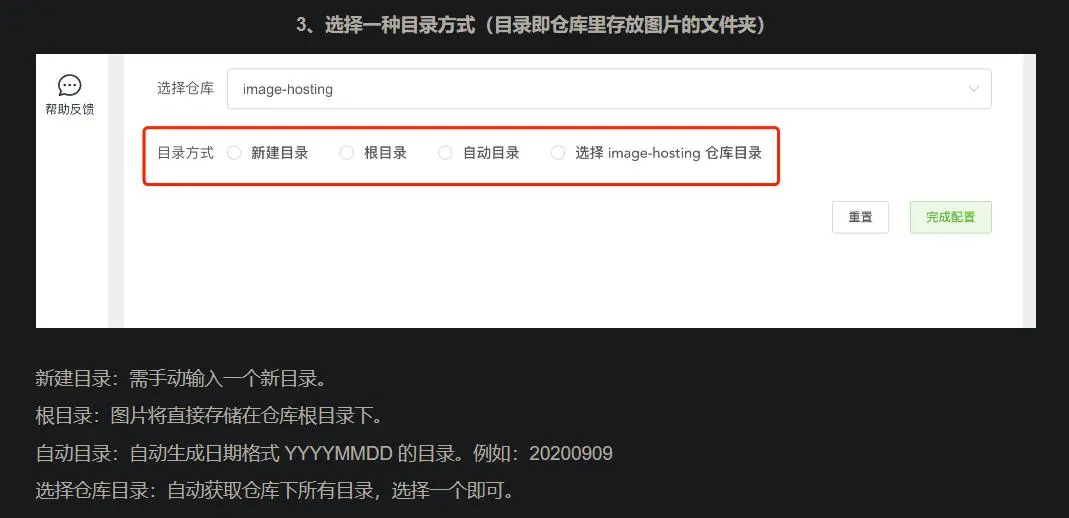 3、选择一种目录方式（目录即仓库里存放图片的文件夹）
帮助反馈
选择仓库 image-hosting
目录方式 新建目录 根目录 自动目录 选择 image-hosting 仓库目录
重置 完成配置
新建目录：需手动输入一个新目录。
根目录：图片将直接存储在仓库根目录下。
自动目录：自动生成日期格式 YYYYMMDD 的目录。例如：20200909
选择仓库目录：自动获取仓库下所有目录，选择一个即可。